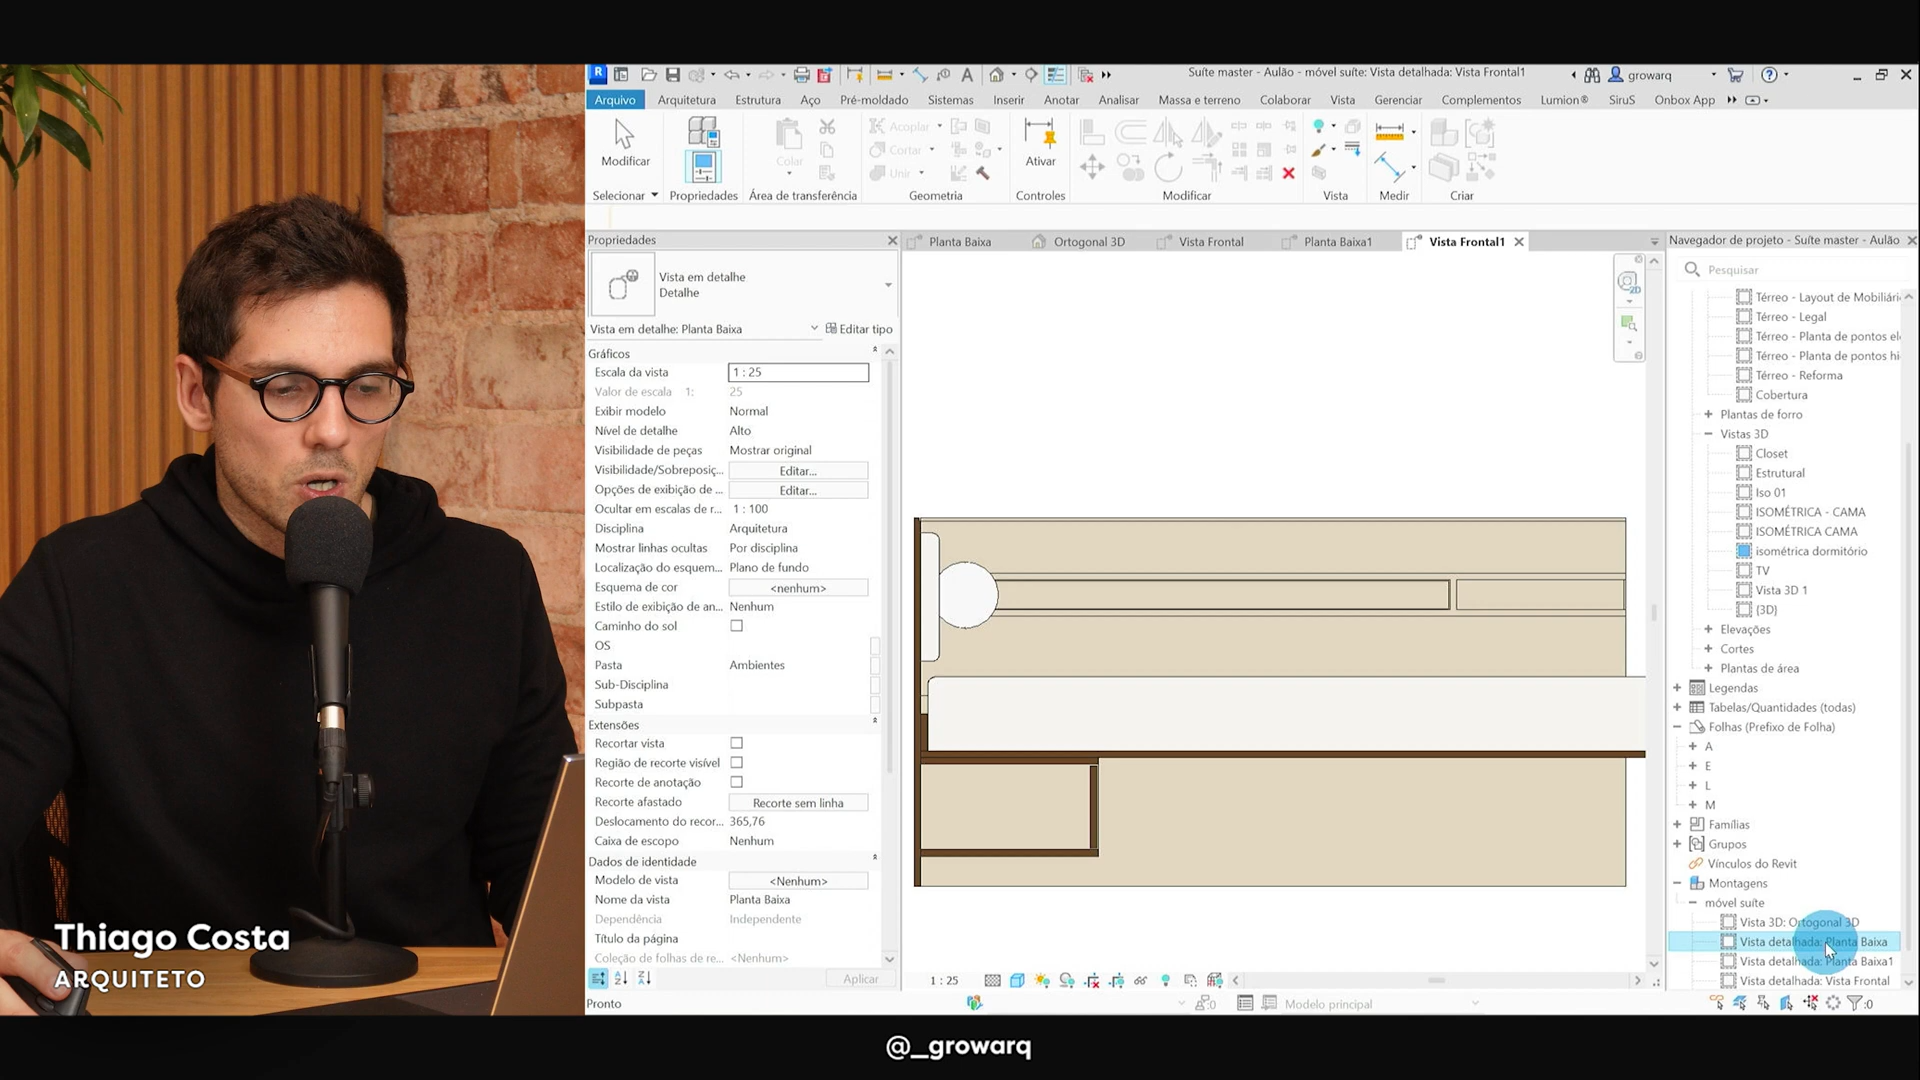 Suíte master - Aulão - móvel suíte: Vista detalhada: Vista Frontal1
growarq
Arquivo Arquitetura Estrutura Aço Pré-moldado Sistemas Inserir Anotar Analisar Massa e terreno Colaborar Vista Gerenciar Complementos Lumion® SiruS Onbox App
Modificar
Colar
Acoplar
Cortar
Unir
Ativar
Selecionar Propriedades Área de transferência Geometria Controles Modificar Vista Medir Criar
Propriedades
Planta Baixa Ortogonal 3D Vista Frontal Planta Baixa1 Vista Frontal1
Navegador de projeto - Suíte master - Aulão
Vista em detalhe
Detalhe
Vista em detalhe: Planta Baixa Editar tipo
Gráficos
Escala da vista 1 : 25
Valor de escala 1: 25
Exibir modelo Normal
Nível de detalhe Alto
Visibilidade de peças Mostrar original
Visibilidade/Sobreposiç... Editar...
Opções de exibição de ... Editar...
Ocultar em escalas de r... 1 : 100
Disciplina Arquitetura
Mostrar linhas ocultas Por disciplina
Localização do esquem... Plano de fundo
Esquema de cor <nenhum>
Estilo de exibição de an... Nenhum
Caminho do sol
OS
Pasta Ambientes
Sub-Disciplina
Subpasta
Extensões
Recortar vista
Região de recorte visível
Recorte de anotação
Recorte afastado Recorte sem linha
Deslocamento do recor... 365,76
Caixa de escopo Nenhum
Dados de identidade
Modelo de vista <Nenhum>
Nome da vista Planta Baixa
Dependência Independente
Título da página
Coleção de folhas de re... <Nenhum>
Aplicar
Pronto
1 : 25
Modelo principal
:0
:0
Pesquisar
Térreo - Layout de Mobiliári
Térreo - Legal
Térreo - Planta de pontos el
Térreo - Planta de pontos hi
Térreo - Reforma
Cobertura
Plantas de forro
Vistas 3D
Closet
Estrutural
Iso 01
ISOMÉTRICA - CAMA
ISOMÉTRICA CAMA
isométrica dormitório
TV
Vista 3D 1
{3D}
Elevações
Cortes
Plantas de área
Legendas
Tabelas/Quantidades (todas)
Folhas (Prefixo de Folha)
A
E
L
M
Famílias
Grupos
Vínculos do Revit
Montagens
móvel suíte
Vista 3D: Ortogonal 3D
Vista detalhada: Planta Baixa
Vista detalhada: Planta Baixa1
Vista detalhada: Vista Frontal
Thiago Costa
ARQUITETO
@_growarq